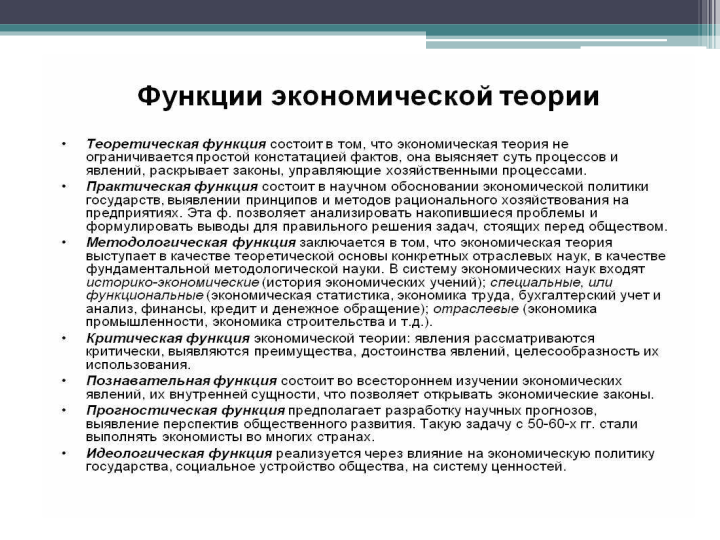 Функции экономической теории
• Теоретическая функция состоит в том, что экономическая теория не
ограничивается простой констатацией фактов, она выясняет суть процессов и
явлений, раскрывает законы, управляющие хозяйственными процессами.
• Практическая функция состоит в научном обосновании экономической политики
государств, выявлении принципов и методов рационального хозяйствования на
предприятиях. Эта ф. позволяет анализировать накопившиеся проблемы и
формулировать выводы для правильного решения задач, стоящих перед обществом.
• Методологическая функция заключается в том, что экономическая теория
выступает в качестве теоретической основы конкретных отраслевых наук, в качестве
фундаментальной методологической науки. В систему экономических наук входят
историко-экономические (история экономических учений); специальные, или
функциональные (экономическая статистика, экономика труда, бухгалтерский учет и
анализ, финансы, кредит и денежное обращение); отраслевые (экономика
промышленности, экономика строительства и т.д.).
• Критическая функция экономической теории: явления рассматриваются
критически, выявляются преимущества, достоинства явлений, целесообразность их
использования.
• Познавательная функция состоит во всестороннем изучении экономических
явлений, их внутренней сущности, что позволяет открывать экономические законы.
• Прогностическая функция предполагает разработку научных прогнозов,
выявление перспектив общественного развития. Такую задачу с 50-60-х гг. стали
выполнять экономисты во многих странах.
• Идеологическая функция реализуется через влияние на экономическую политику
государства, социальное устройство общества, на систему ценностей.